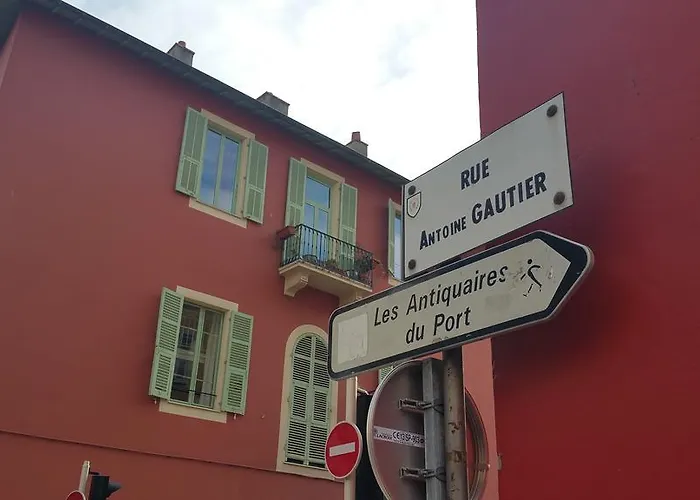 RUE
ANTOINE GAUTIER
Les Antiquaires
du Port